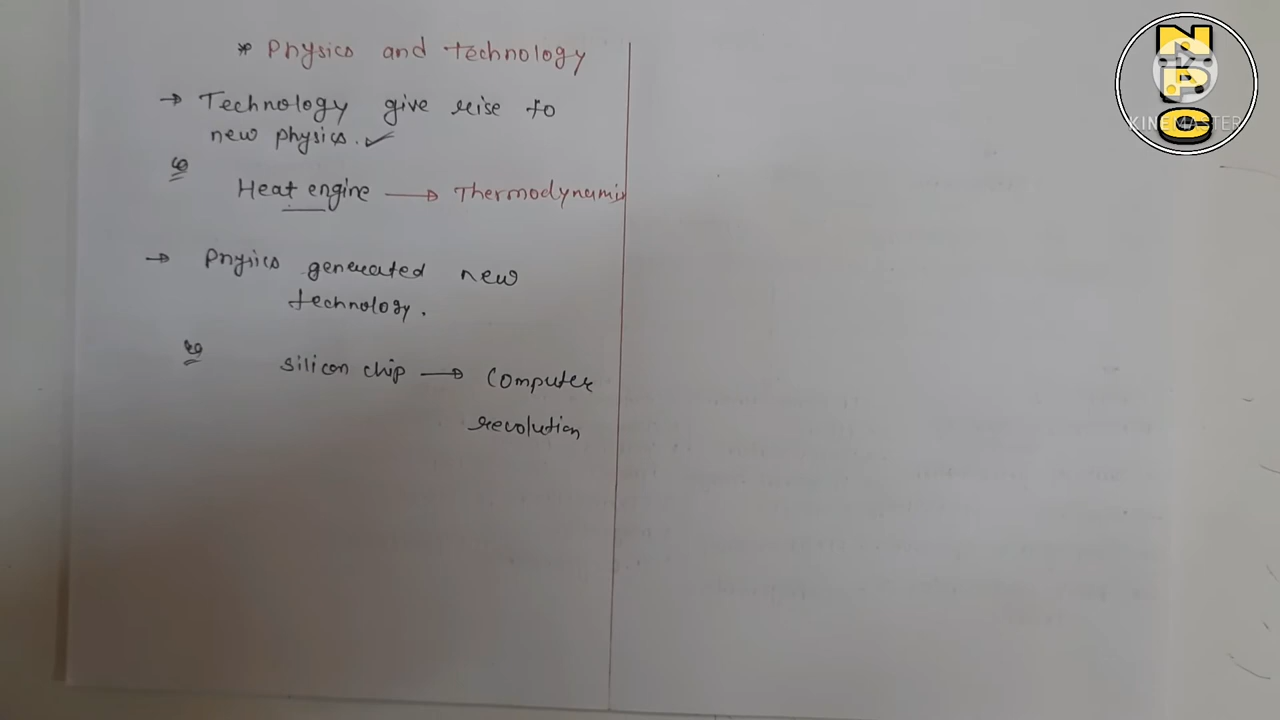 * Physics and technology
→ Technology give rise to
new physics. ✓
eg
Heat engine → Thermodynamic
→ Physics generated new
technology.
eg
silicon chip → Computer
revolution
NPC
KINEMASTER